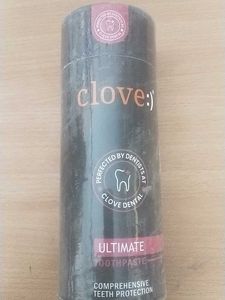 clove:)
PERFECTED BY DENTISTS AT
CLOVE DENTAL
ULTIMATE
TOOTHPASTE
COMPREHENSIVE
TEETH PROTECTION